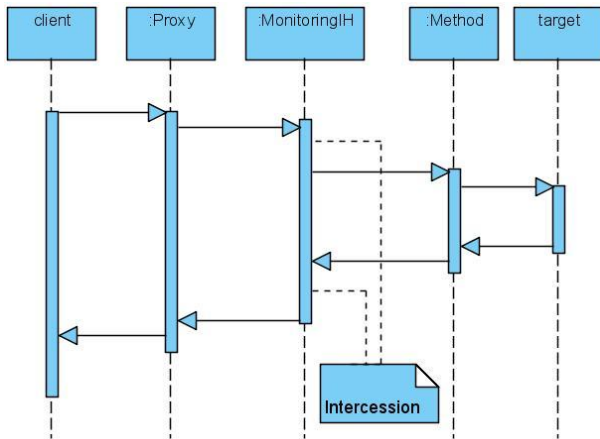 client
:Proxy
:MonitoringIH
:Method
target
Intercession